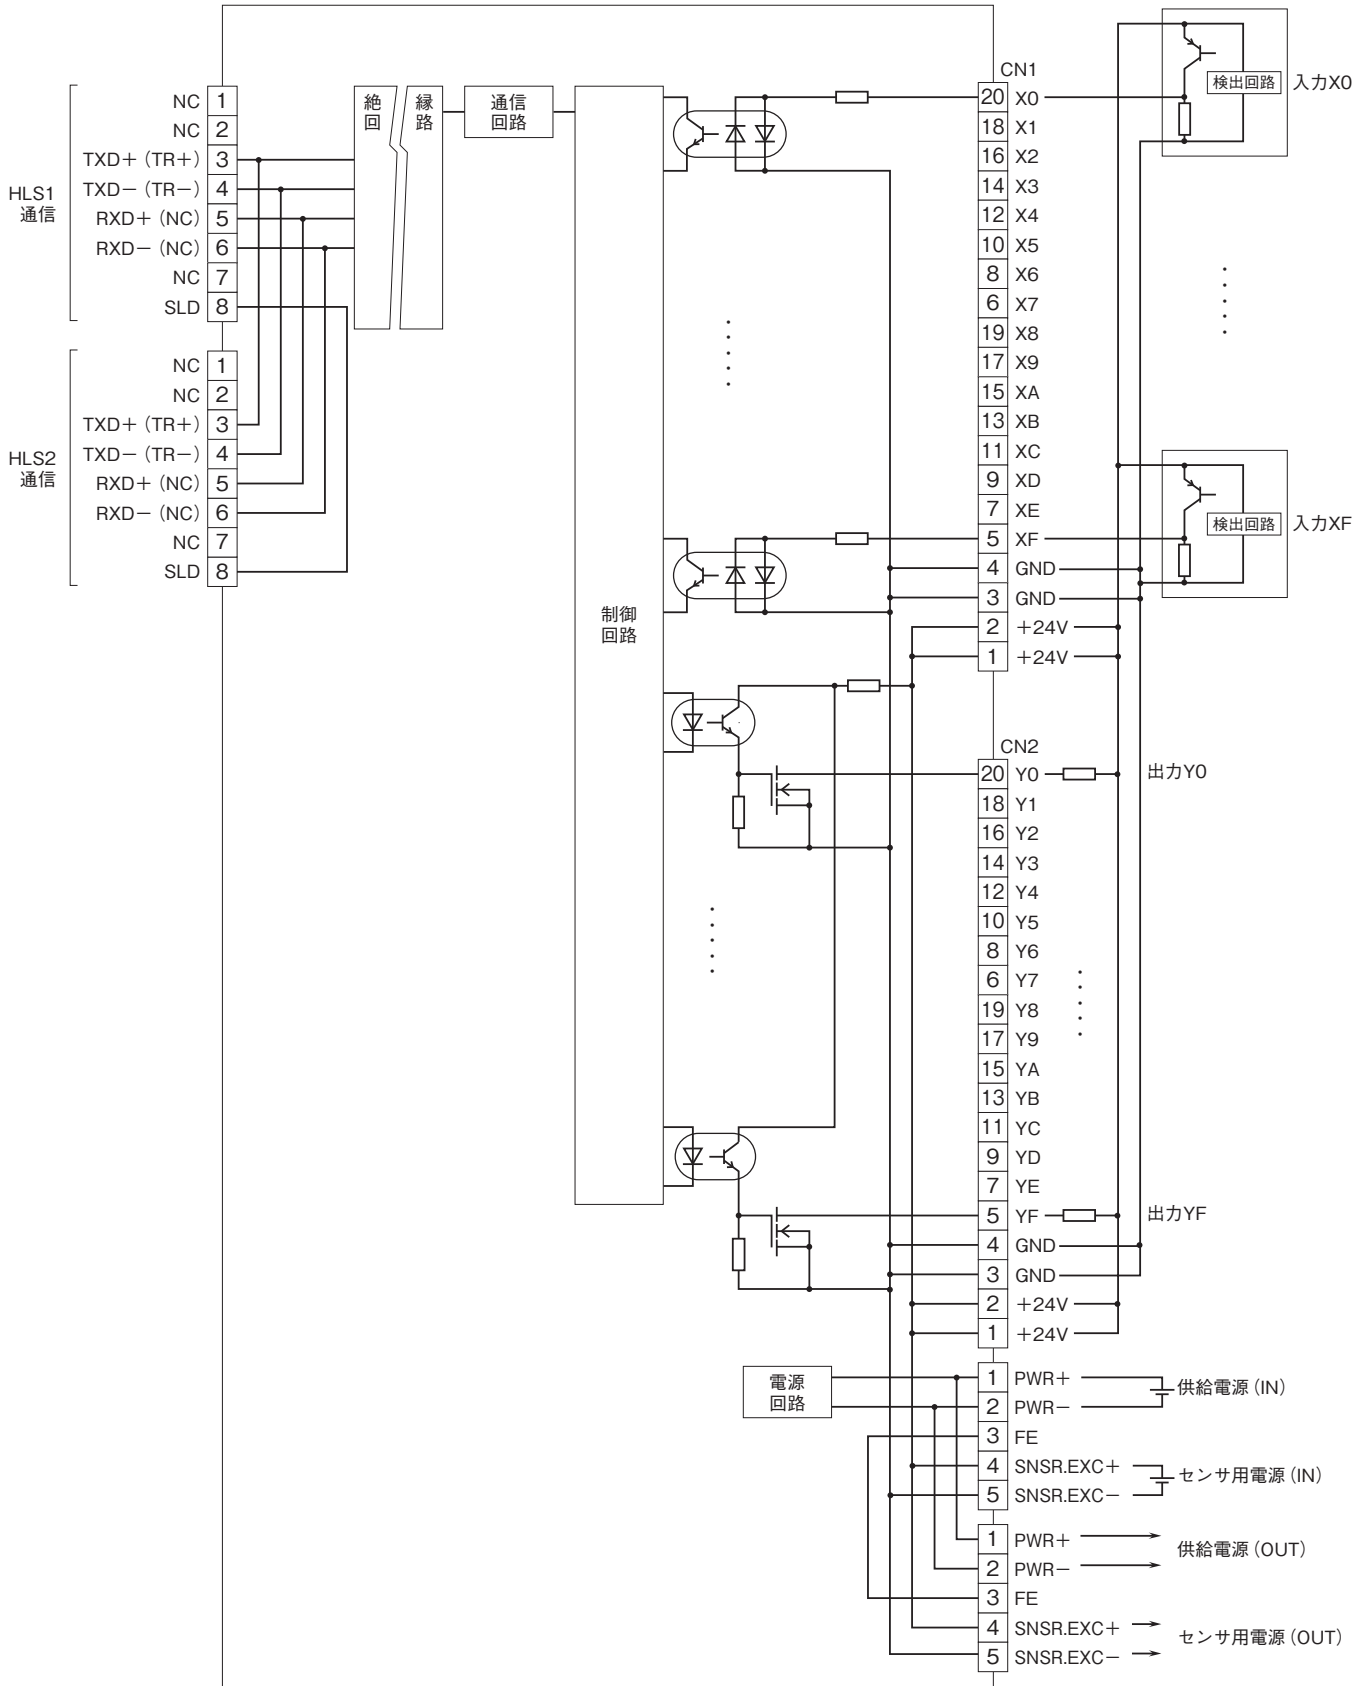 HLS1
通信
NC 1
NC 2
TXD+ (TR+) 3
TXD− (TR−) 4
RXD+ (NC) 5
RXD− (NC) 6
NC 7
SLD 8
HLS2
通信
NC 1
NC 2
TXD+ (TR+) 3
TXD− (TR−) 4
RXD+ (NC) 5
RXD− (NC) 6
NC 7
SLD 8
絶縁
回路
通信
回路
制御
回路
CN1
20 X0
18 X1
16 X2
14 X3
12 X4
10 X5
8 X6
6 X7
19 X8
17 X9
15 XA
13 XB
11 XC
9 XD
7 XE
5 XF
4 GND
3 GND
2 +24V
1 +24V
検出回路
入力X0
検出回路
入力XF
CN2
20 Y0
18 Y1
16 Y2
14 Y3
12 Y4
10 Y5
8 Y6
6 Y7
19 Y8
17 Y9
15 YA
13 YB
11 YC
9 YD
7 YE
5 YF
4 GND
3 GND
2 +24V
1 +24V
出力Y0
出力YF
電源
回路
1 PWR+
2 PWR−
3 FE
4 SNSR.EXC+
5 SNSR.EXC−
供給電源 (IN)
センサ用電源 (IN)
1 PWR+
2 PWR−
3 FE
4 SNSR.EXC+
5 SNSR.EXC−
供給電源 (OUT)
センサ用電源 (OUT)